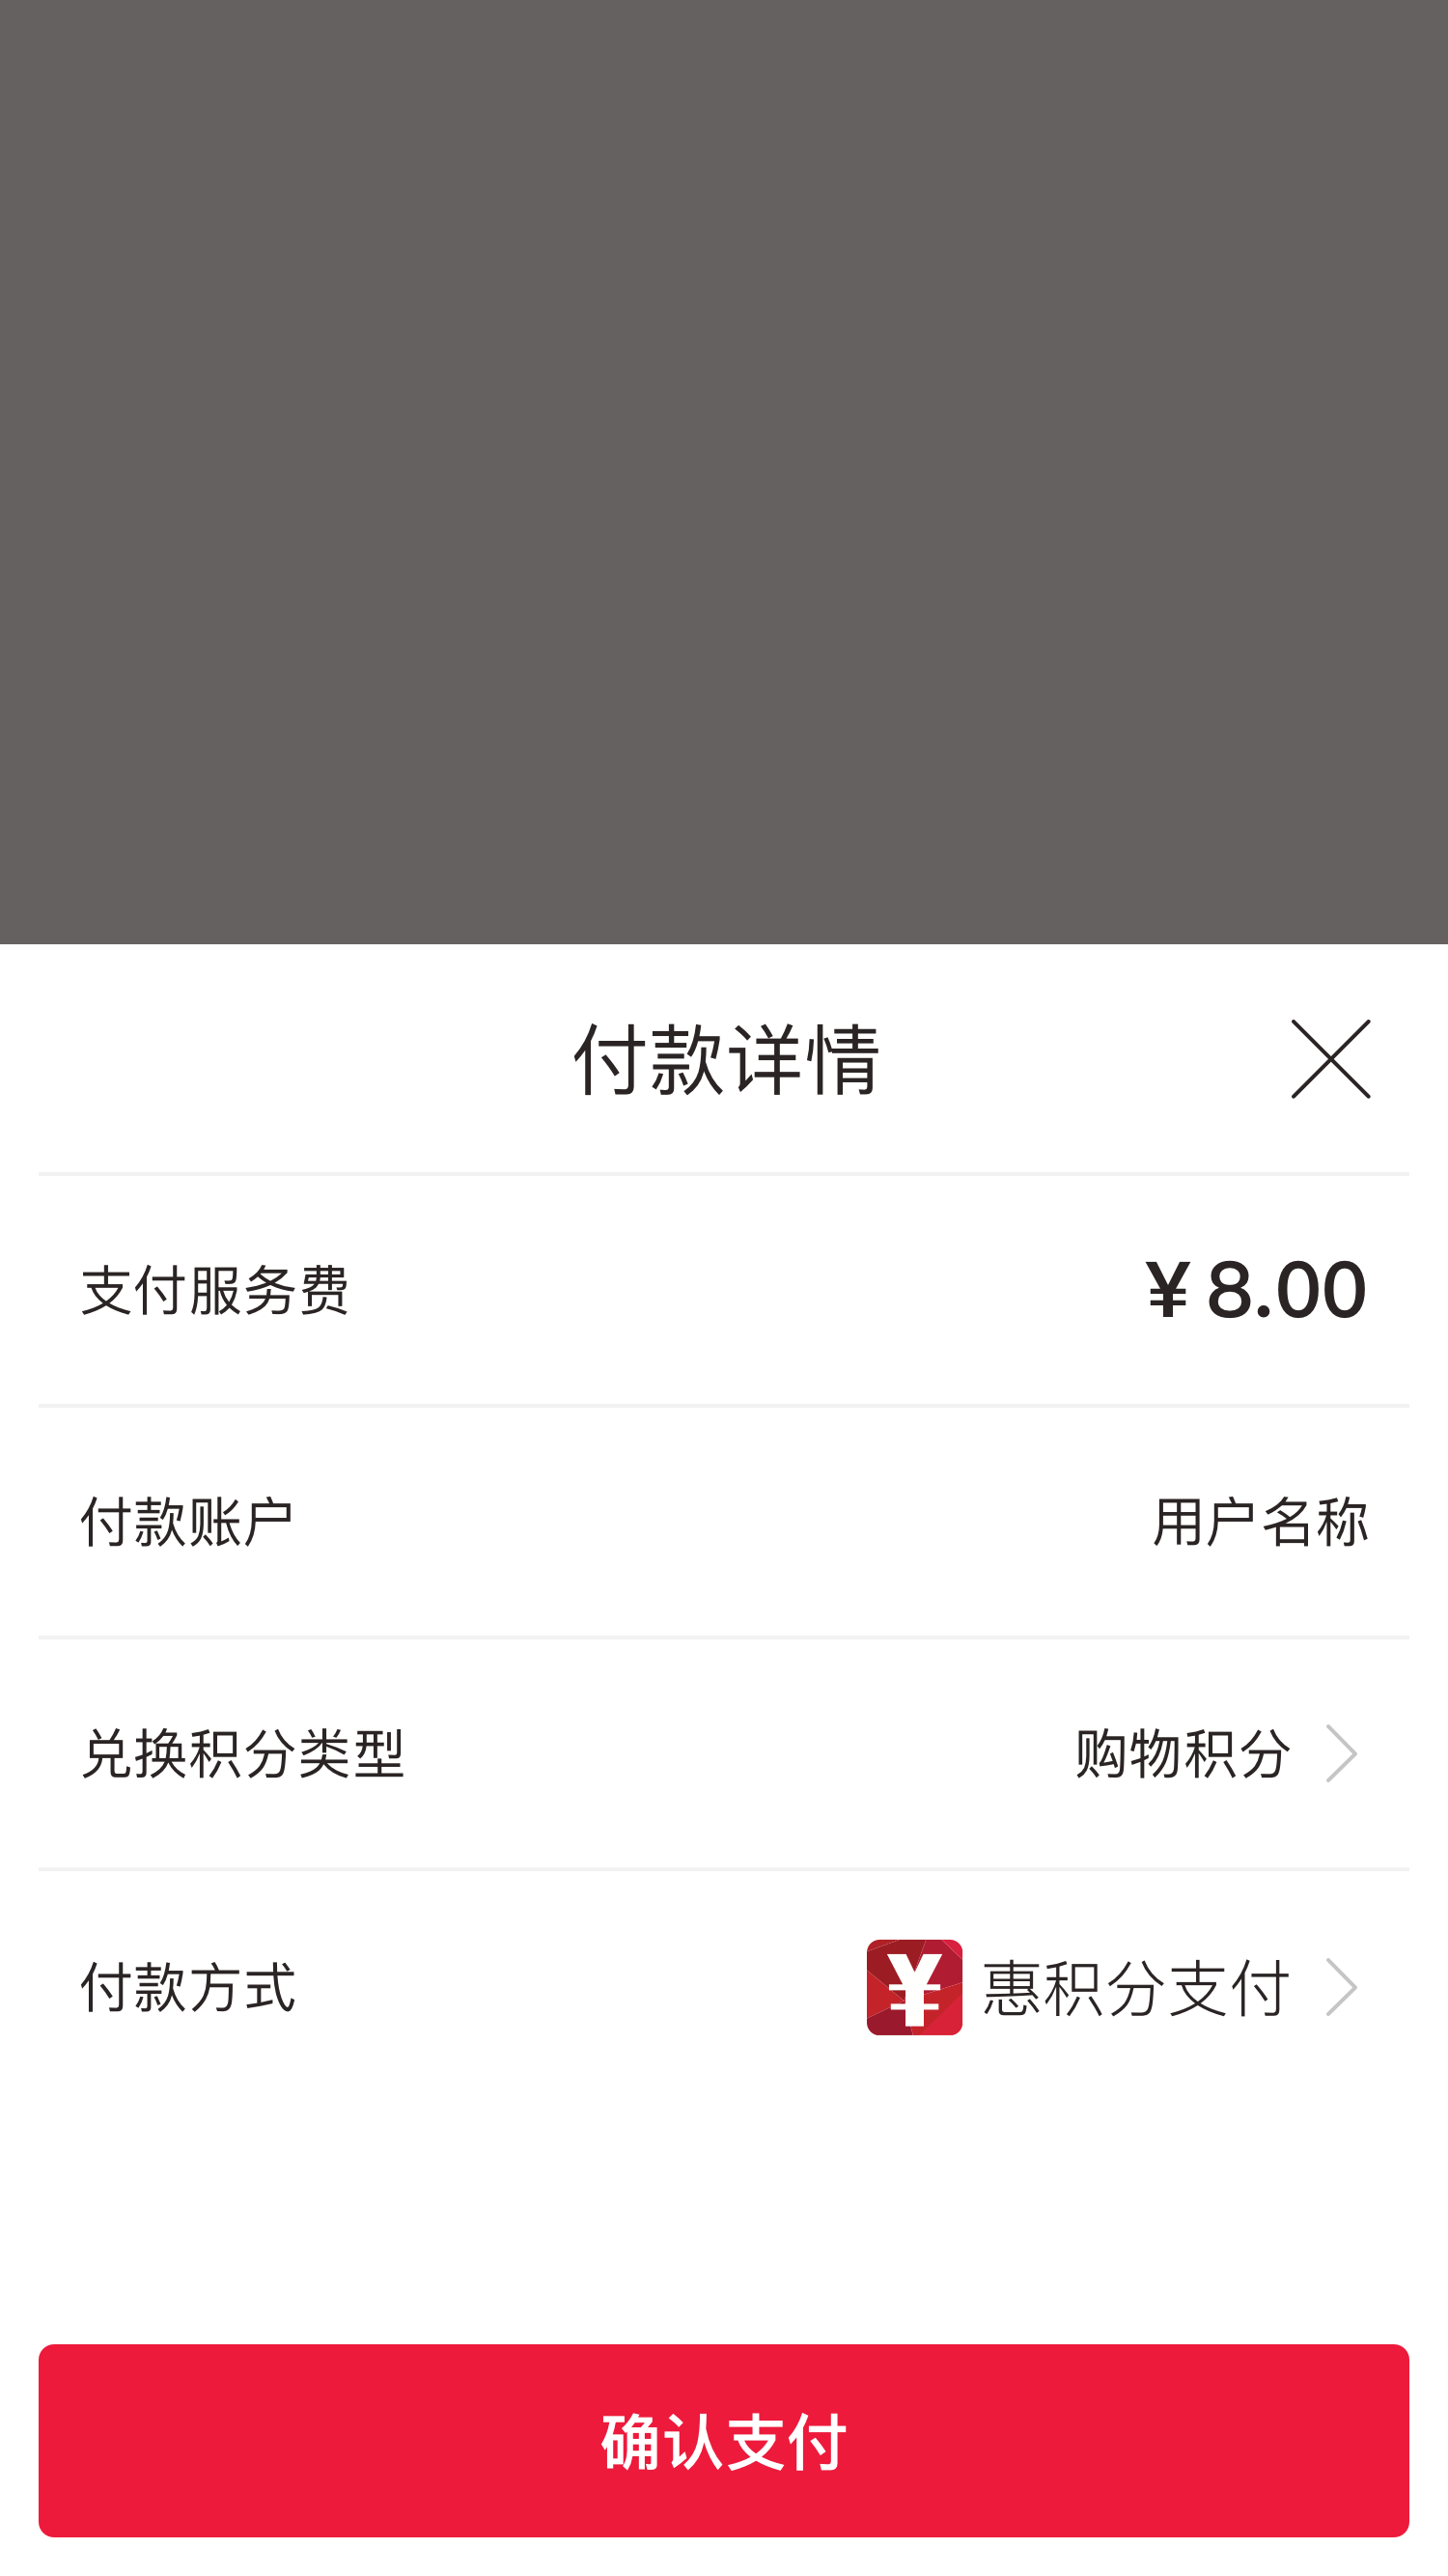 付款详情
支付服务费 ¥ 8.00
付款账户 用户名称
兑换积分类型 购物积分
付款方式 ¥ 惠积分支付
确认支付